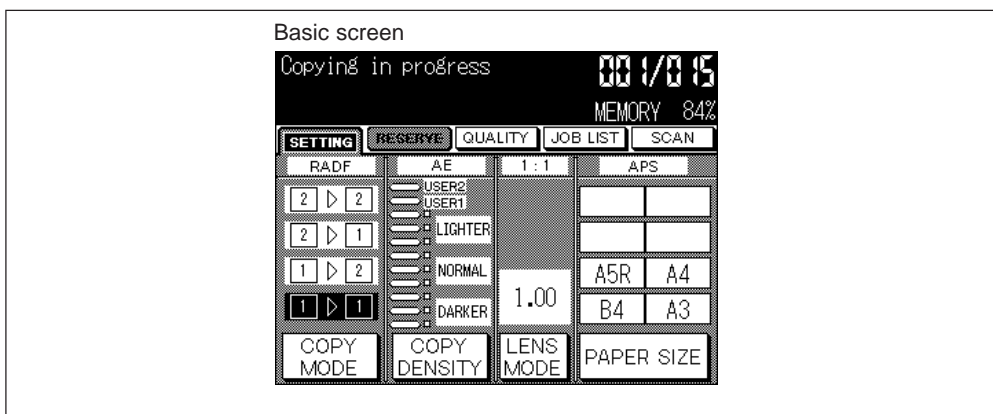 Basic screen
Copying in progress 001/015
MEMORY 84%
SETTING RESERVE QUALITY JOB LIST SCAN
RADF AE 1:1 APS
2 ▷ 2 USER2
USER1
2 ▷ 1 LIGHTER
1 ▷ 2 NORMAL A5R A4
1 ▷ 1 DARKER 1.00 B4 A3
COPY MODE COPY DENSITY LENS MODE PAPER SIZE